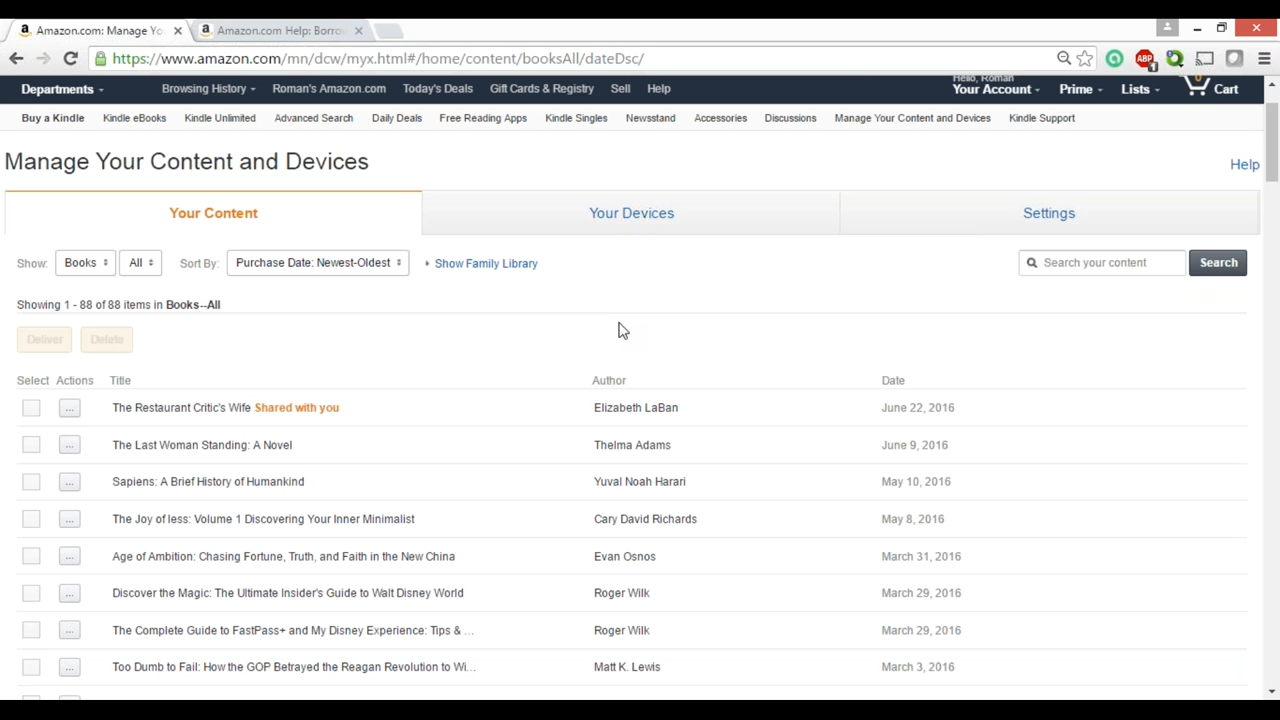 Amazon.com: Manage Yo
Amazon.com Help: Borro
https://www.amazon.com/mn/dcw/myx.html#/home/content/booksAll/dateDsc/
ABP
1
Departments
Browsing History
Roman's Amazon.com
Today's Deals
Gift Cards & Registry
Sell
Help
Hello, Roman
Your Account
Prime
Lists
0
Cart
Buy a Kindle
Kindle eBooks
Kindle Unlimited
Advanced Search
Daily Deals
Free Reading Apps
Kindle Singles
Newsstand
Accessories
Discussions
Manage Your Content and Devices
Kindle Support
Manage Your Content and Devices
Help
Your Content
Your Devices
Settings
Show: Books All Sort By: Purchase Date: Newest-Oldest Show Family Library
Search your content
Search
Showing 1 - 88 of 88 items in Books--All
Deliver
Delete
Select Actions Title Author Date
... The Restaurant Critic's Wife Shared with you Elizabeth LaBan June 22, 2016
... The Last Woman Standing: A Novel Thelma Adams June 9, 2016
... Sapiens: A Brief History of Humankind Yuval Noah Harari May 10, 2016
... The Joy of less: Volume 1 Discovering Your Inner Minimalist Cary David Richards May 8, 2016
... Age of Ambition: Chasing Fortune, Truth, and Faith in the New China Evan Osnos March 31, 2016
... Discover the Magic: The Ultimate Insider's Guide to Walt Disney World Roger Wilk March 29, 2016
... The Complete Guide to FastPass+ and My Disney Experience: Tips & ... Roger Wilk March 29, 2016
... Too Dumb to Fail: How the GOP Betrayed the Reagan Revolution to Wi... Matt K. Lewis March 3, 2016